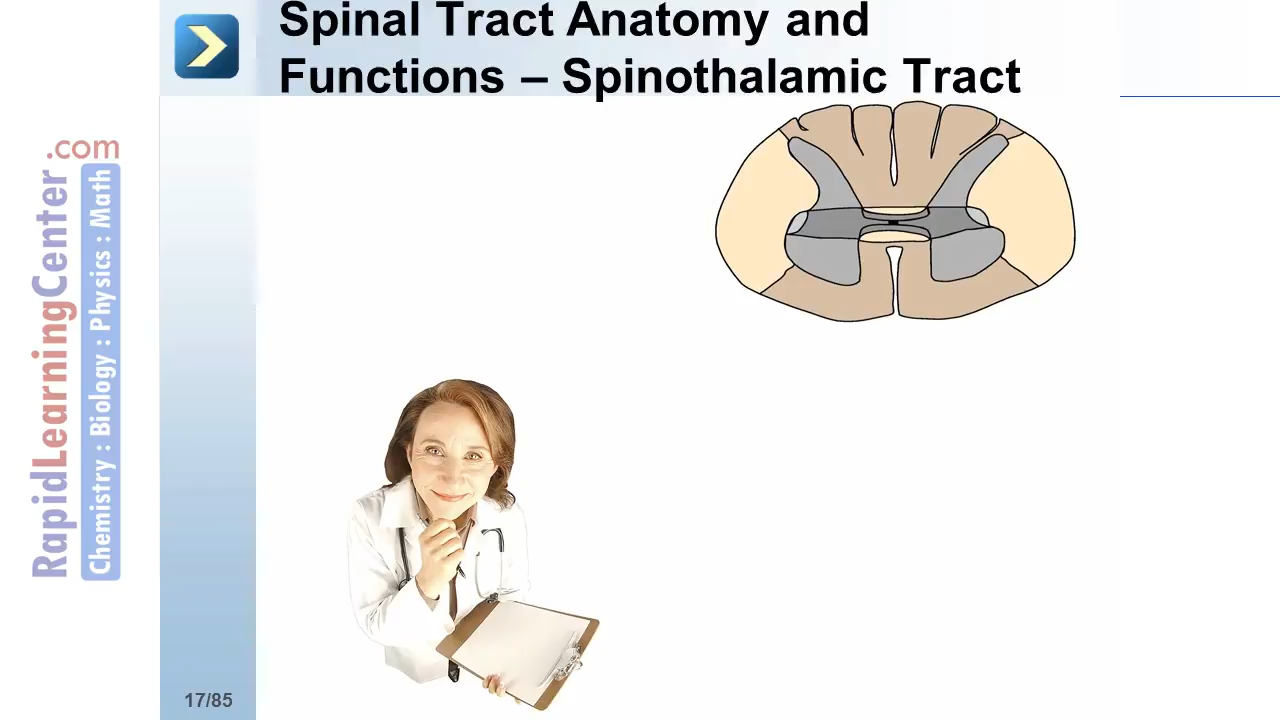 Spinal Tract Anatomy and
Functions – Spinothalamic Tract
RapidLearningCenter.com
Chemistry : Biology : Physics : Math
17/85